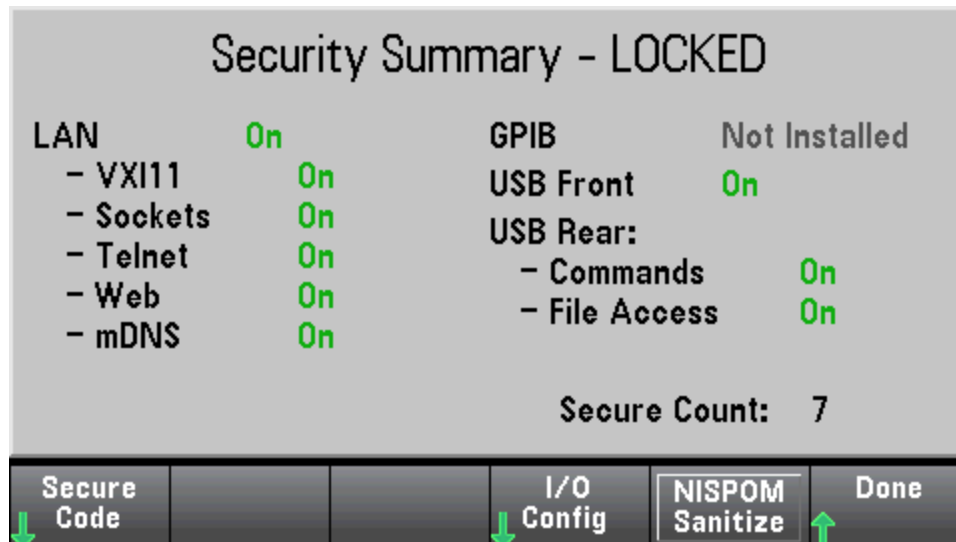 Security Summary - LOCKED
LAN On
- VXI11 On
- Sockets On
- Telnet On
- Web On
- mDNS On
GPIB Not Installed
USB Front On
USB Rear:
- Commands On
- File Access On
Secure Count: 7
Secure Code
I/O Config
NISPOM Sanitize
Done